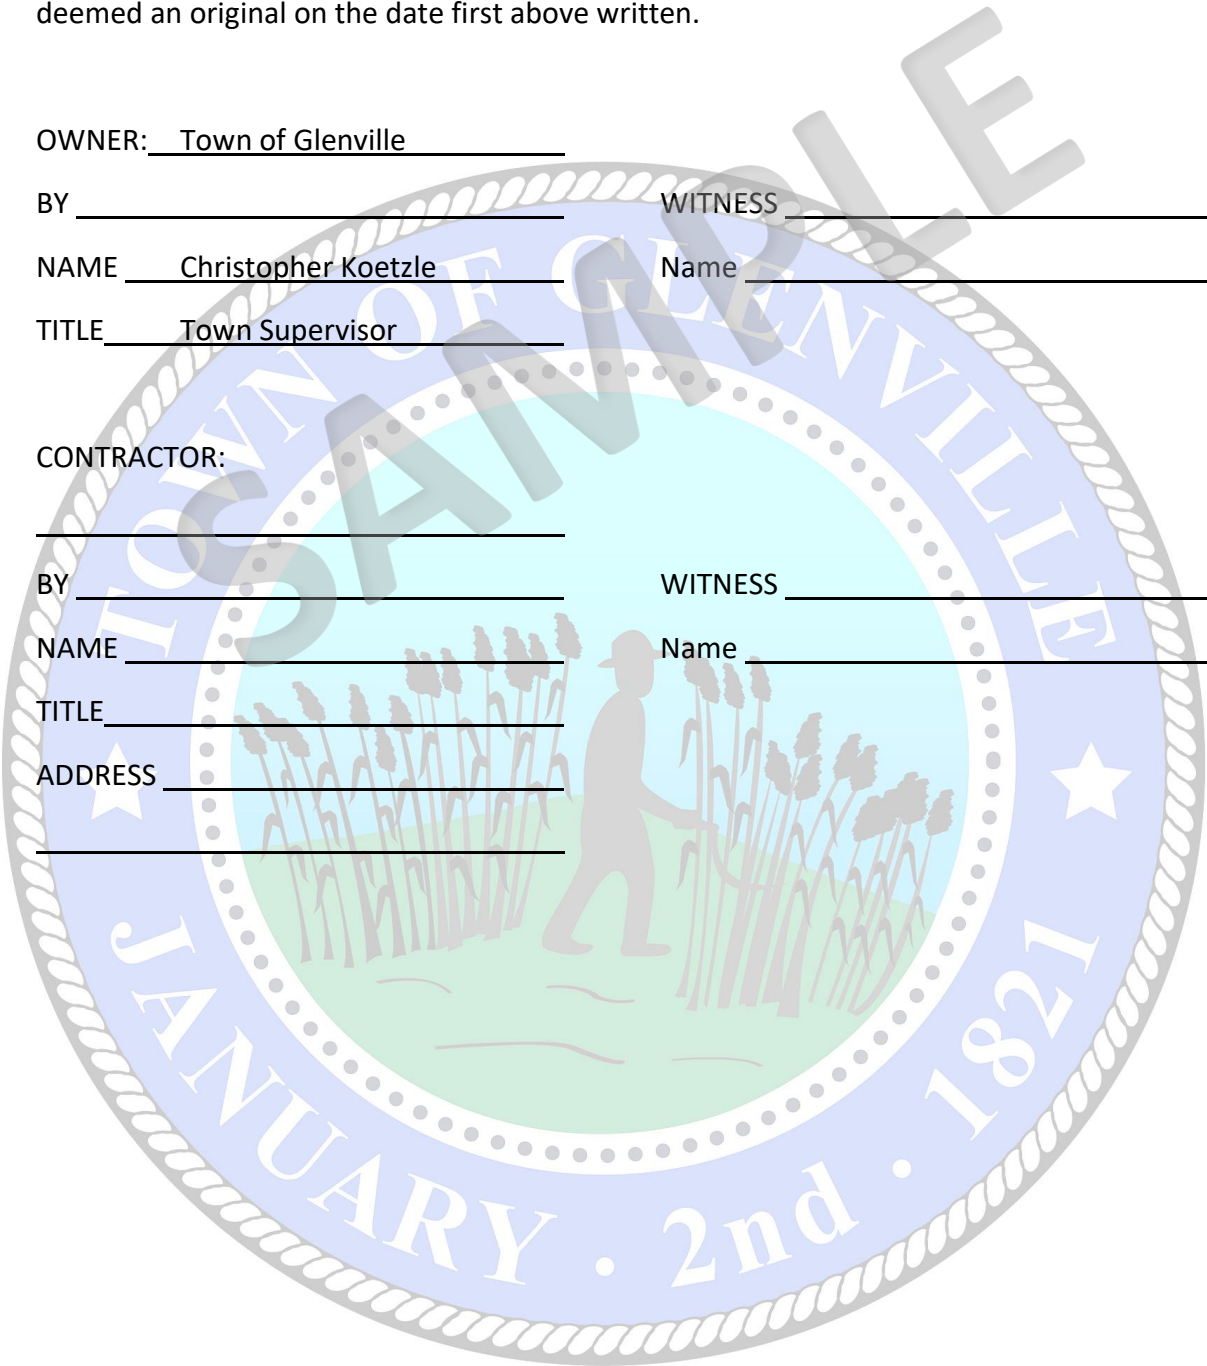 deemed an original on the date first above written.
OWNER: Town of Glenville
BY WITNESS
NAME Christopher Koetzle Name
TITLE Town Supervisor
CONTRACTOR:
BY WITNESS
NAME Name
TITLE
ADDRESS
SAMPLE
TOWN OF GLENVILLE
JANUARY · 2nd · 1821